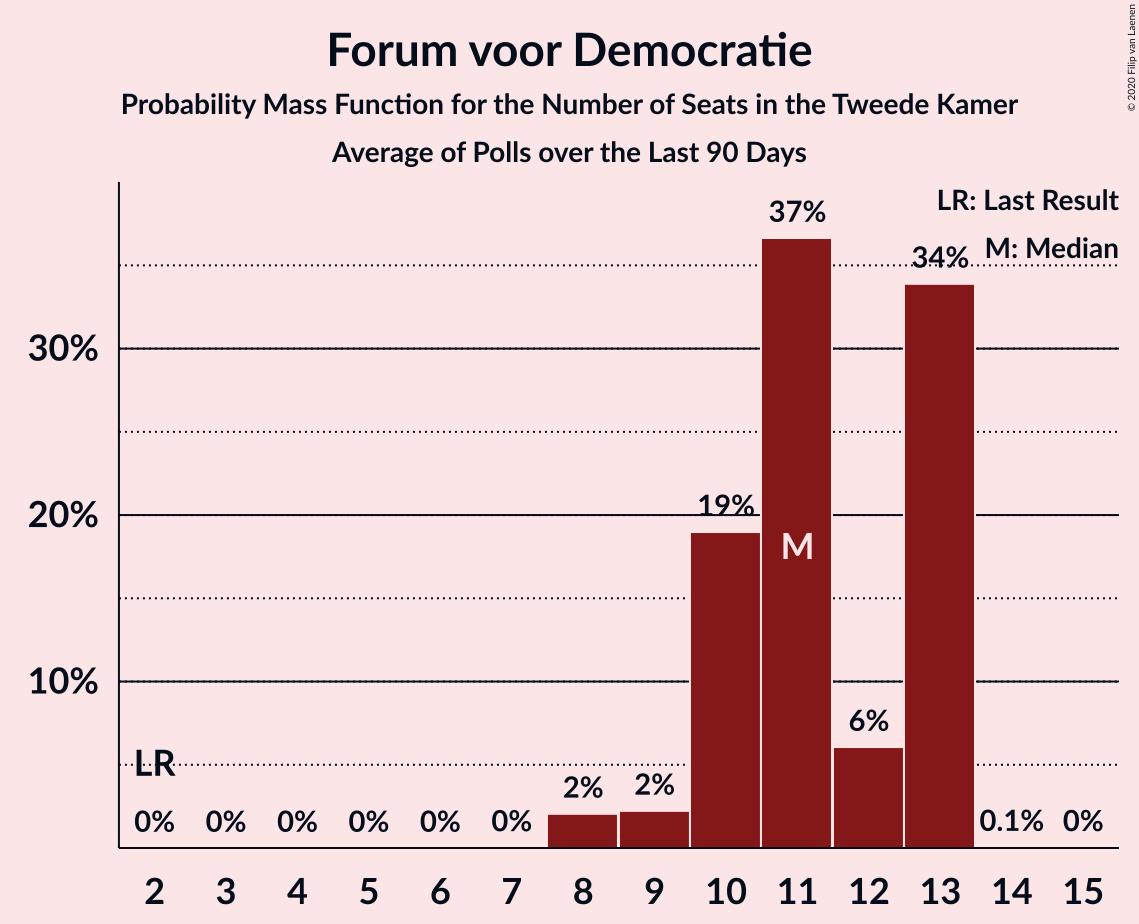 Forum voor Democratie
Probability Mass Function for the Number of Seats in the Tweede Kamer
Average of Polls over the Last 90 Days
© 2020 Filip van Laenen
LR: Last Result
M: Median
37%
34%
30%
20%
19%
M
10%
6%
LR
2%
2%
0% 0% 0% 0% 0% 0% 0.1% 0%
2 3 4 5 6 7 8 9 10 11 12 13 14 15